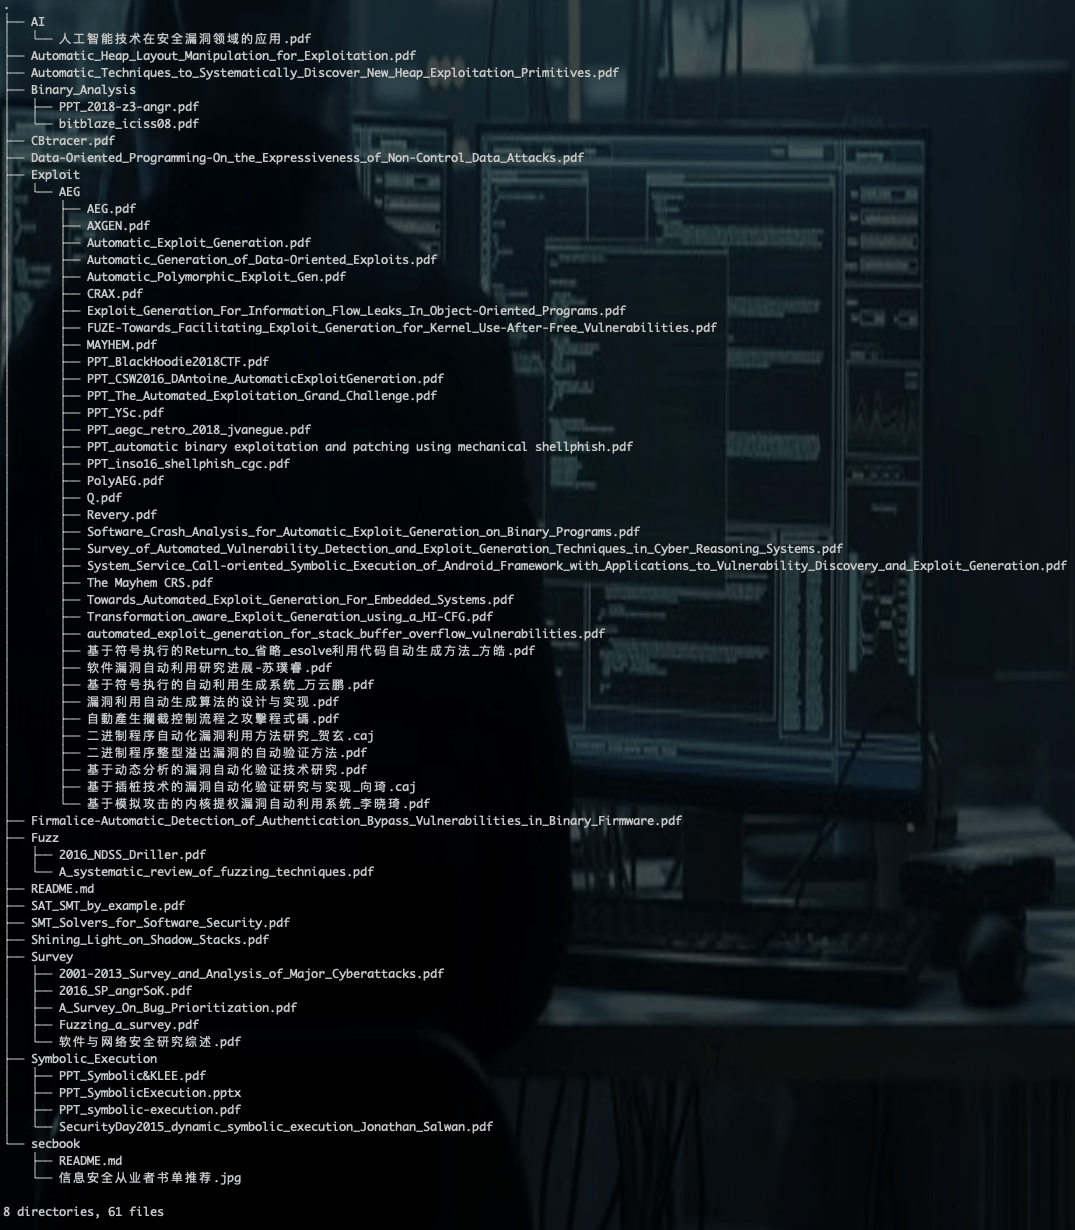 .
├── AI
│   └── 人工智能技术在安全漏洞领域的应用.pdf
├── Automatic_Heap_Layout_Manipulation_for_Exploitation.pdf
├── Automatic_Techniques_to_Systematically_Discover_New_Heap_Exploitation_Primitives.pdf
├── Binary_Analysis
│   ├── PPT_2018-z3-angr.pdf
│   └── bitblaze_iciss08.pdf
├── CBtracer.pdf
├── Data-Oriented_Programming-On_the_Expressiveness_of_Non-Control_Data_Attacks.pdf
├── Exploit
│   └── AEG
│       ├── AEG.pdf
│       ├── AXGEN.pdf
│       ├── Automatic_Exploit_Generation.pdf
│       ├── Automatic_Generation_of_Data-Oriented_Exploits.pdf
│       ├── Automatic_Polymorphic_Exploit_Gen.pdf
│       ├── CRAX.pdf
│       ├── Exploit_Generation_For_Information_Flow_Leaks_In_Object-Oriented_Programs.pdf
│       ├── FUZE-Towards_Facilitating_Exploit_Generation_for_Kernel_Use-After-Free_Vulnerabilities.pdf
│       ├── MAYHEM.pdf
│       ├── PPT_BlackHoodie2018CTF.pdf
│       ├── PPT_CSW2016_DAntoine_AutomaticExploitGeneration.pdf
│       ├── PPT_The_Automated_Exploitation_Grand_Challenge.pdf
│       ├── PPT_YSc.pdf
│       ├── PPT_aegc_retro_2018_jvanegue.pdf
│       ├── PPT_automatic binary exploitation and patching using mechanical shellphish.pdf
│       ├── PPT_inso16_shellphish_cgc.pdf
│       ├── PolyAEG.pdf
│       ├── Q.pdf
│       ├── Revery.pdf
│       ├── Software_Crash_Analysis_for_Automatic_Exploit_Generation_on_Binary_Programs.pdf
│       ├── Survey_of_Automated_Vulnerability_Detection_and_Exploit_Generation_Techniques_in_Cyber_Reasoning_Systems.pdf
│       ├── System_Service_Call-oriented_Symbolic_Execution_of_Android_Framework_with_Applications_to_Vulnerability_Discovery_and_Exploit_Generation.pdf
│       ├── The Mayhem CRS.pdf
│       ├── Towards_Automated_Exploit_Generation_For_Embedded_Systems.pdf
│       ├── Transformation_aware_Exploit_Generation_using_a_HI-CFG.pdf
│       ├── automated_exploit_generation_for_stack_buffer_overflow_vulnerabilities.pdf
│       ├── 基于符号执行的Return_to_省略_esolve利用代码自动生成方法_方皓.pdf
│       ├── 软件漏洞自动利用研究进展-苏璞睿.pdf
│       ├── 基于符号执行的自动利用生成系统_万云鹏.pdf
│       ├── 漏洞利用自动生成算法的设计与实现.pdf
│       ├── 自動產生攔截控制流程之攻擊程式碼.pdf
│       ├── 二进制程序自动化漏洞利用方法研究_贺玄.caj
│       ├── 二进制程序整型溢出漏洞的自动验证方法.pdf
│       ├── 基于动态分析的漏洞自动化验证技术研究.pdf
│       ├── 基于插桩技术的漏洞自动化验证研究与实现_向琦.caj
│       └── 基于模拟攻击的内核提权漏洞自动利用系统_李晓琦.pdf
├── Firmalice-Automatic_Detection_of_Authentication_Bypass_Vulnerabilities_in_Binary_Firmware.pdf
├── Fuzz
│   ├── 2016_NDSS_Driller.pdf
│   └── A_systematic_review_of_fuzzing_techniques.pdf
├── README.md
├── SAT_SMT_by_example.pdf
├── SMT_Solvers_for_Software_Security.pdf
├── Shining_Light_on_Shadow_Stacks.pdf
├── Survey
│   ├── 2001-2013_Survey_and_Analysis_of_Major_Cyberattacks.pdf
│   ├── 2016_SP_angrSoK.pdf
│   ├── A_Survey_On_Bug_Prioritization.pdf
│   ├── Fuzzing_a_survey.pdf
│   └── 软件与网络安全研究综述.pdf
├── Symbolic_Execution
│   ├── PPT_Symbolic&KLEE.pdf
│   ├── PPT_SymbolicExecution.pptx
│   ├── PPT_symbolic-execution.pdf
│   └── SecurityDay2015_dynamic_symbolic_execution_Jonathan_Salwan.pdf
└── secbook
    ├── README.md
    └── 信息安全从业者书单推荐.jpg
8 directories, 61 files